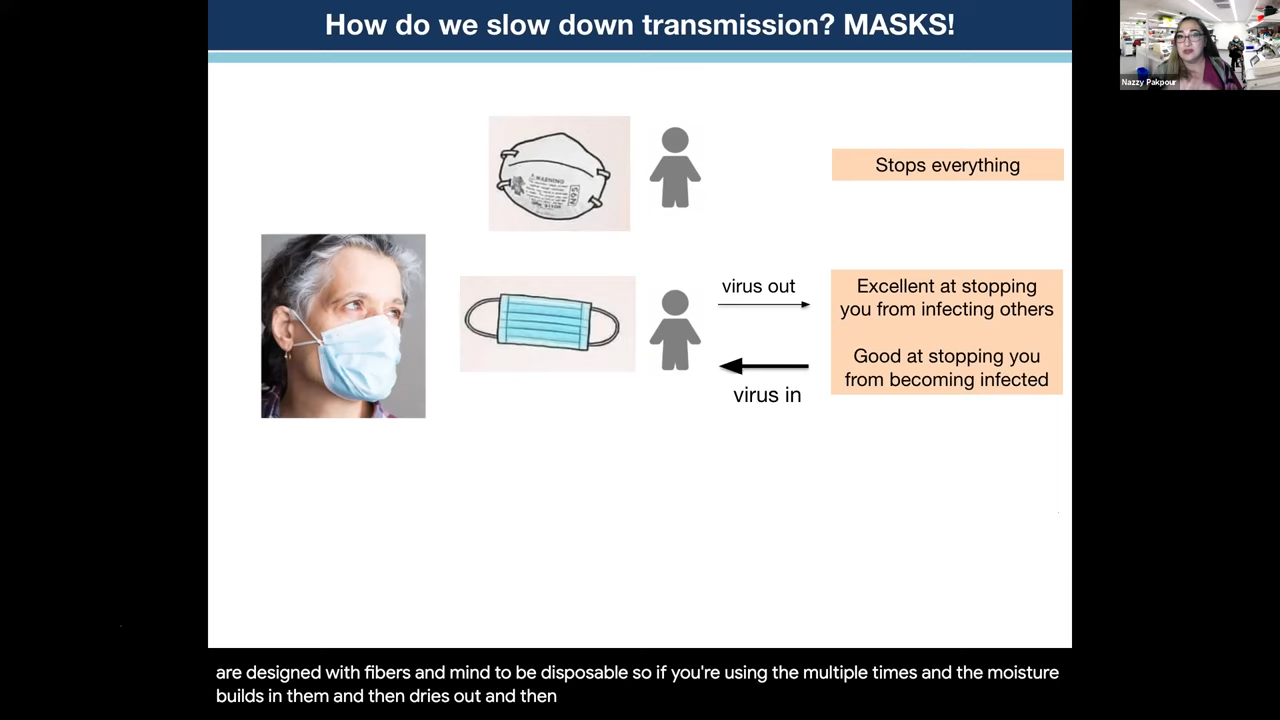 How do we slow down transmission? MASKS!
Nazzy Pakpour
WARNING
N95
Stops everything
virus out
Excellent at stopping
you from infecting others
virus in
Good at stopping you
from becoming infected
are designed with fibers and mind to be disposable so if you're using the multiple times and the moisture
builds in them and then dries out and then